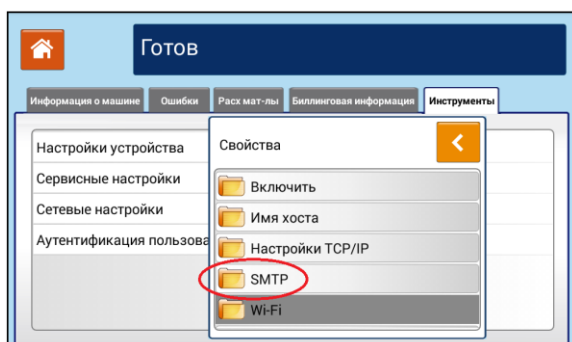 Готов
Информация о машине Ошибки Расх мат-лы Биллинговая информация Инструменты
Настройки устройства
Сервисные настройки
Сетевые настройки
Аутентификация пользова
Свойства
Включить
Имя хоста
Настройки TCP/IP
SMTP
Wi-Fi